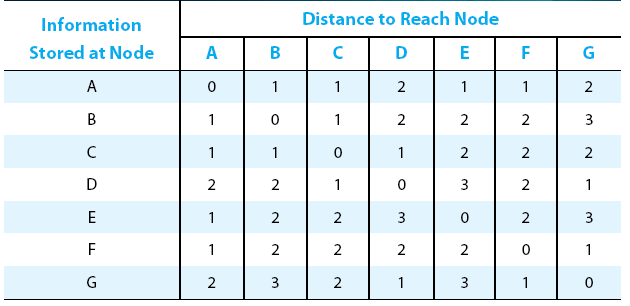 Information Stored at Node Distance to Reach Node
A B C D E F G
A 0 1 1 2 1 1 2
B 1 0 1 2 2 2 3
C 1 1 0 1 2 2 2
D 2 2 1 0 3 2 1
E 1 2 2 3 0 2 3
F 1 2 2 2 2 0 1
G 2 3 2 1 3 1 0